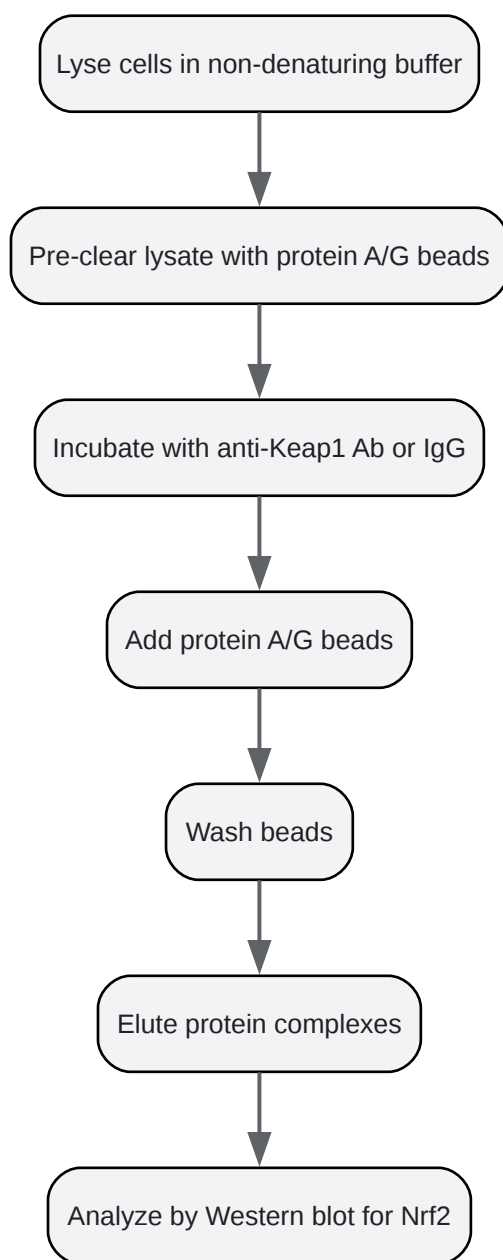 Lyse cells in non-denaturing buffer
Pre-clear lysate with protein A/G beads
Incubate with anti-Keap1 Ab or IgG
Add protein A/G beads
Wash beads
Elute protein complexes
Analyze by Western blot for Nrf2